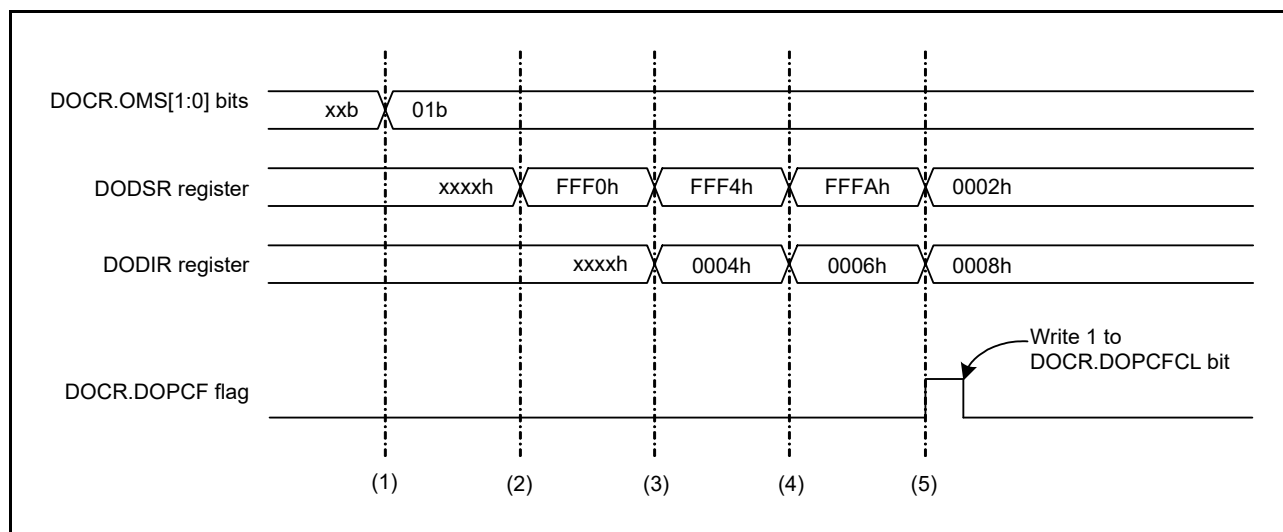 DOCR.OMS[1:0] bits
xxb
01b
DODSR register
xxxxh
FFF0h
FFF4h
FFFAh
0002h
DODIR register
xxxxh
0004h
0006h
0008h
Write 1 to
DOCR.DOPCFCL bit
DOCR.DOPCF flag
(1)
(2)
(3)
(4)
(5)